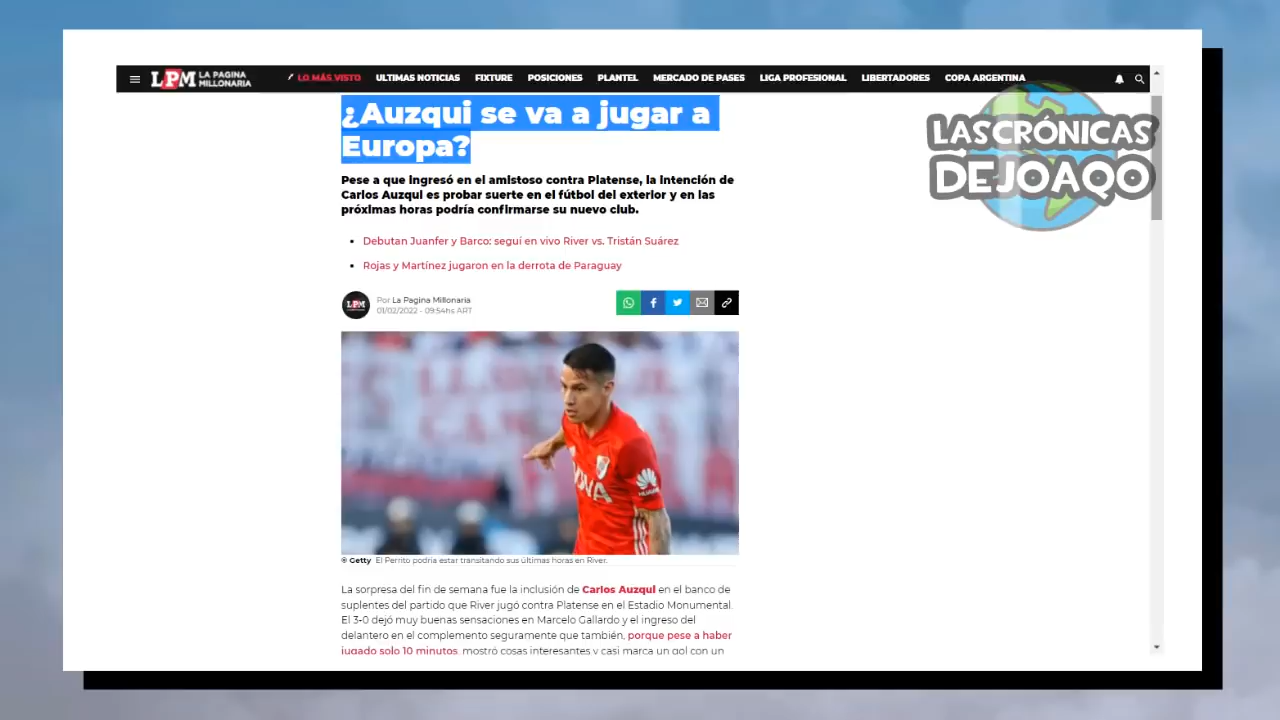 LPM LA PAGINA MILLONARIA
LO MÁS VISTO ULTIMAS NOTICIAS FIXTURE POSICIONES PLANTEL MERCADO DE PASES LIGA PROFESIONAL LIBERTADORES COPA ARGENTINA
¿Auzqui se va a jugar a
Europa?
LAS CRÓNICAS
DE JOAQO
Pese a que ingresó en el amistoso contra Platense, la intención de
Carlos Auzqui es probar suerte en el fútbol del exterior y en las
próximas horas podría confirmarse su nuevo club.
Debutan Juanfer y Barco: seguí en vivo River vs. Tristán Suárez
Rojas y Martínez jugaron en la derrota de Paraguay
LPM
Por La Pagina Millonaria
01/02/2022 - 09:54hs ART
HUAWEI
® Getty El Perrito podría estar transitando sus últimas horas en River.
La sorpresa del fin de semana fue la inclusión de Carlos Auzqui en el banco de
suplentes del partido que River jugó contra Platense en el Estadio Monumental.
El 3-0 dejó muy buenas sensaciones en Marcelo Gallardo y el ingreso del
delantero en el complemento seguramente que también, porque pese a haber
jugado solo 10 minutos, mostró cosas interesantes y casi marca un gol con un